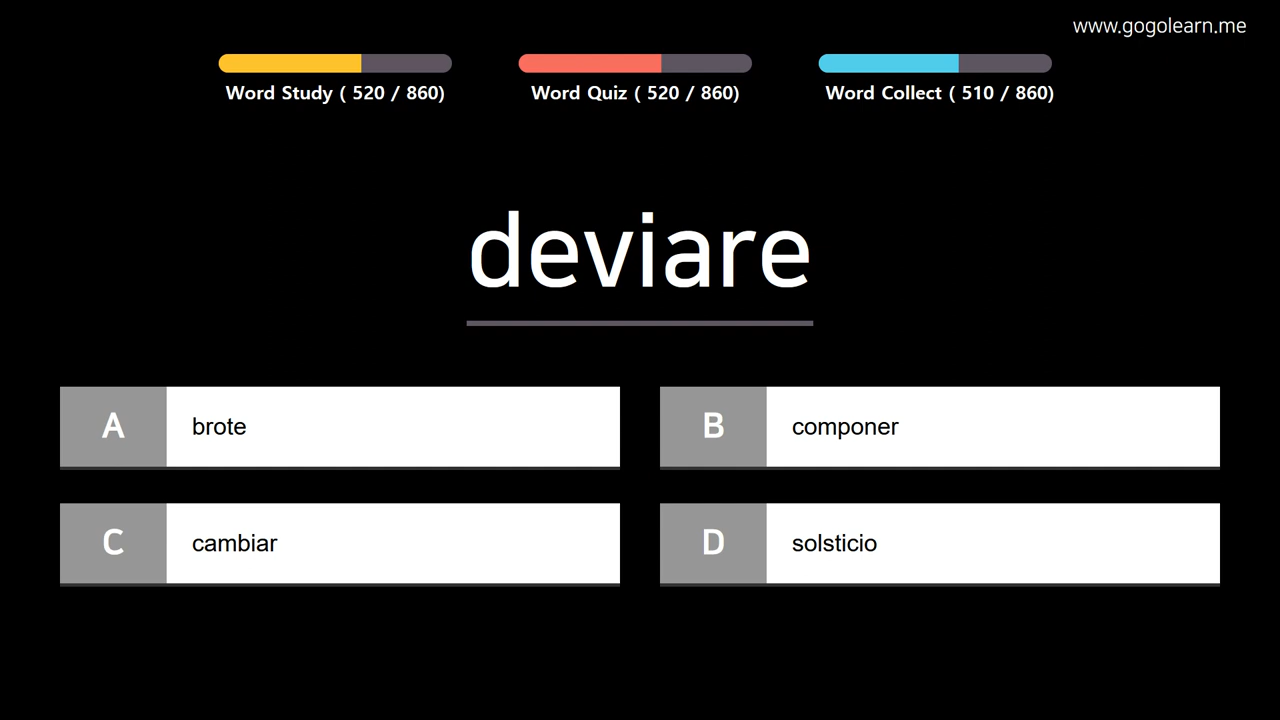 www.gogolearn.me
Word Study ( 520 / 860)
Word Quiz ( 520 / 860)
Word Collect ( 510 / 860)
deviare
A brote
B componer
C cambiar
D solsticio